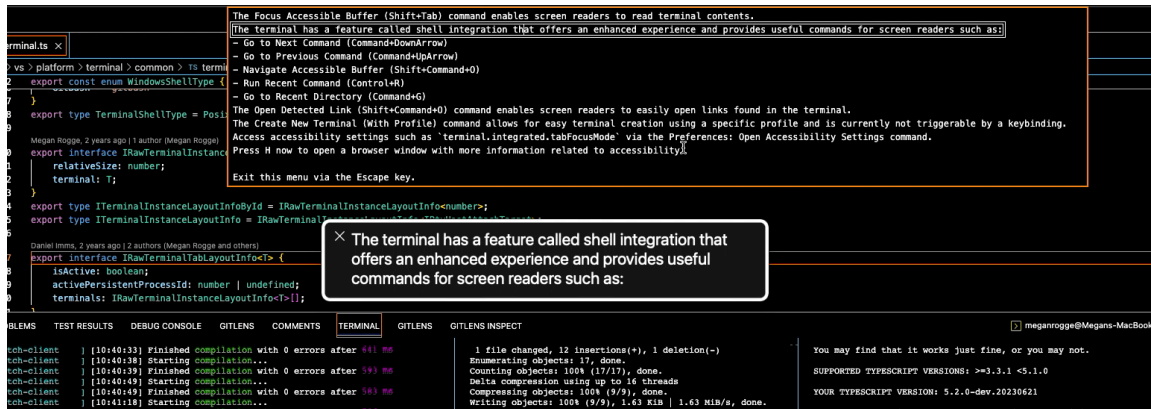 The Focus Accessible Buffer (Shift+Tab) command enables screen readers to read terminal contents.
The terminal has a feature called shell integration that offers an enhanced experience and provides useful commands for screen readers such as:
– Go to Next Command (Command+DownArrow)
– Go to Previous Command (Command+UpArrow)
– Navigate Accessible Buffer (Shift+Command+O)
– Run Recent Command (Control+R)
– Go to Recent Directory (Command+G)
The Open Detected Link (Shift+Command+O) command enables screen readers to easily open links found in the terminal.
The Create New Terminal (With Profile) command allows for easy terminal creation using a specific profile and is currently not triggerable by a keybinding.
Access accessibility settings such as `terminal.integrated.tabFocusMode` via the Preferences: Open Accessibility Settings command.
Press H now to open a browser window with more information related to accessibility.
Exit this menu via the Escape key.
erminal.ts ×
vs > platform > terminal > common > TS termi
2 export const enum WindowsShellType {
7 }
8 export type TerminalShellType = Posi
9
Megan Rogge, 2 years ago | 1 author (Megan Rogge)
0 export interface IRawTerminalInstance
1 relativeSize: number;
2 terminal: T;
3 }
4 export type ITerminalInstanceLayoutInfoById = IRawTerminalInstanceLayoutInfo<number>;
5 export type ITerminalInstanceLayoutInfo =
6
Daniel Imms, 2 years ago | 2 authors (Megan Rogge and others)
7 export interface IRawTerminalTabLayoutInfo<T> {
8 isActive: boolean;
9 activePersistentProcessId: number | undefined;
0 terminals: IRawTerminalInstanceLayoutInfo<T>[];
1 }
× The terminal has a feature called shell integration that
offers an enhanced experience and provides useful
commands for screen readers such as:
OBLEMS TEST RESULTS DEBUG CONSOLE GITLENS COMMENTS TERMINAL GITLENS GITLENS INSPECT
meganrogge@Megans-MacBook
tch-client ] [10:40:33] Finished compilation with 0 errors after 641 ms
tch-client ] [10:40:38] Starting compilation...
tch-client ] [10:40:39] Finished compilation with 0 errors after 593 ms
tch-client ] [10:40:49] Starting compilation...
tch-client ] [10:40:49] Finished compilation with 0 errors after 583 ms
tch-client ] [10:41:18] Starting compilation...
1 file changed, 12 insertions(+), 1 deletion(-)
Enumerating objects: 17, done.
Counting objects: 100% (17/17), done.
Delta compression using up to 16 threads
Compressing objects: 100% (9/9), done.
Writing objects: 100% (9/9), 1.63 KiB | 1.63 MiB/s, done.
You may find that it works just fine, or you may not.
SUPPORTED TYPESCRIPT VERSIONS: >=3.3.1 <5.1.0
YOUR TYPESCRIPT VERSION: 5.2.0-dev.20230621